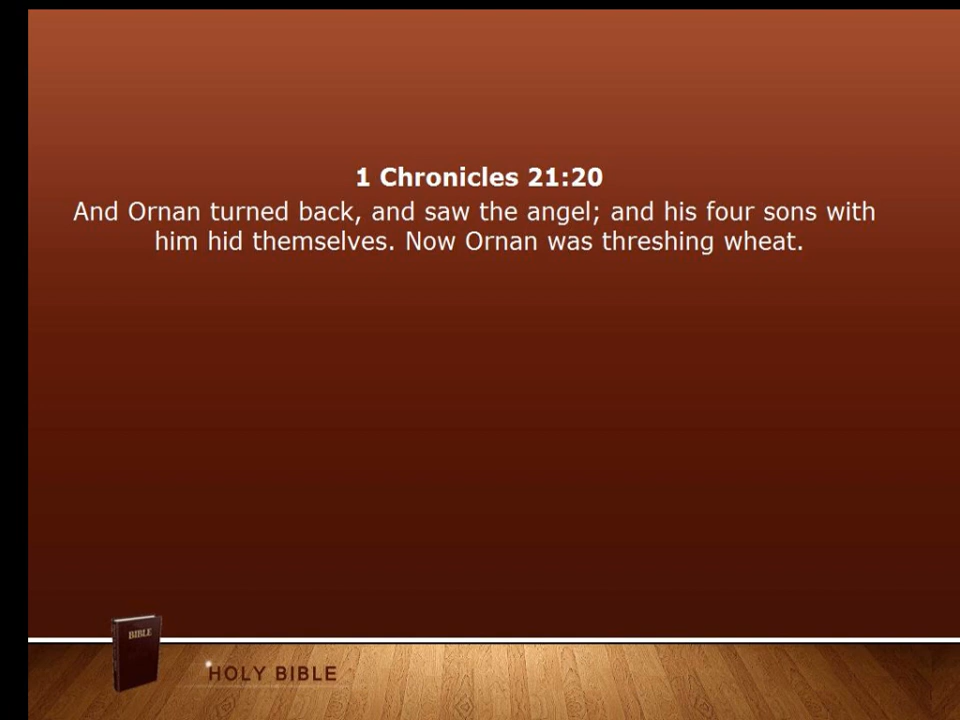 1 Chronicles 21:20
And Ornan turned back, and saw the angel; and his four sons with
him hid themselves. Now Ornan was threshing wheat.
BIBLE
HOLY BIBLE